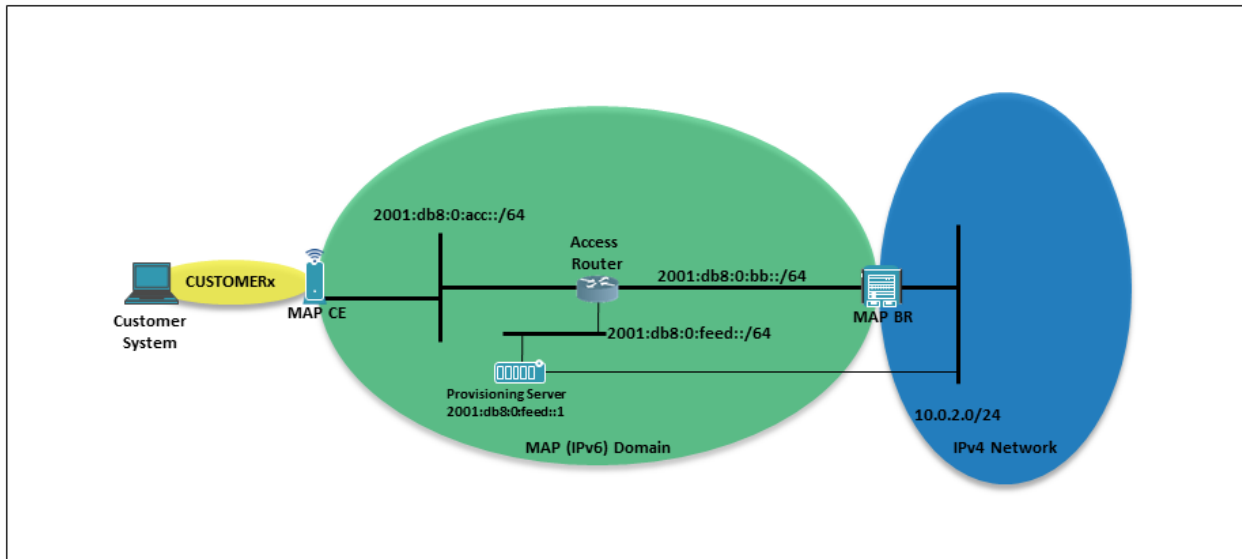 2001:db8:0:acc::/64
Access
Router
2001:db8:0:bb::/64
CUSTOMERx
MAP CE
MAP BR
Customer
System
2001:db8:0:feed::/64
Provisioning Server
2001:db8:0:feed::1
10.0.2.0/24
MAP (IPv6) Domain
IPv4 Network